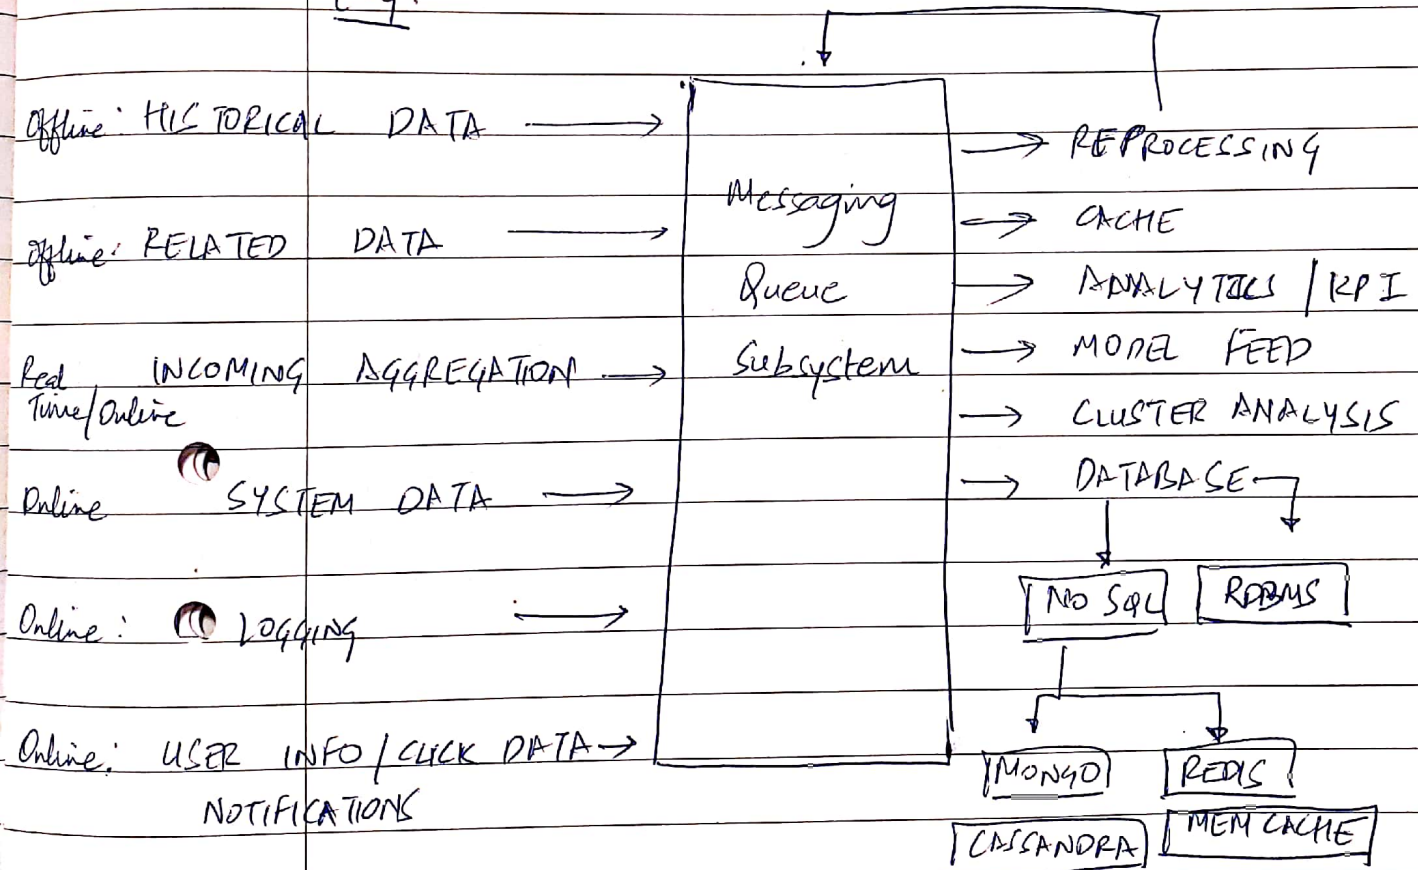 Offline: HISTORICAL DATA
REPROCESSING
Messaging
CACHE
Offline: RELATED DATA
Queue
ANALYTICS / KPI
Subsystem
MODEL FEED
Real INCOMING AGGREGATION
Time/Online
CLUSTER ANALYSIS
Online SYSTEM DATA
DATABASE
NO SQL
RDBMS
Online: LOGGING
Online: USER INFO / CLICK DATA
NOTIFICATIONS
MONGO
REDIS
CASSANDRA
MEM CACHE